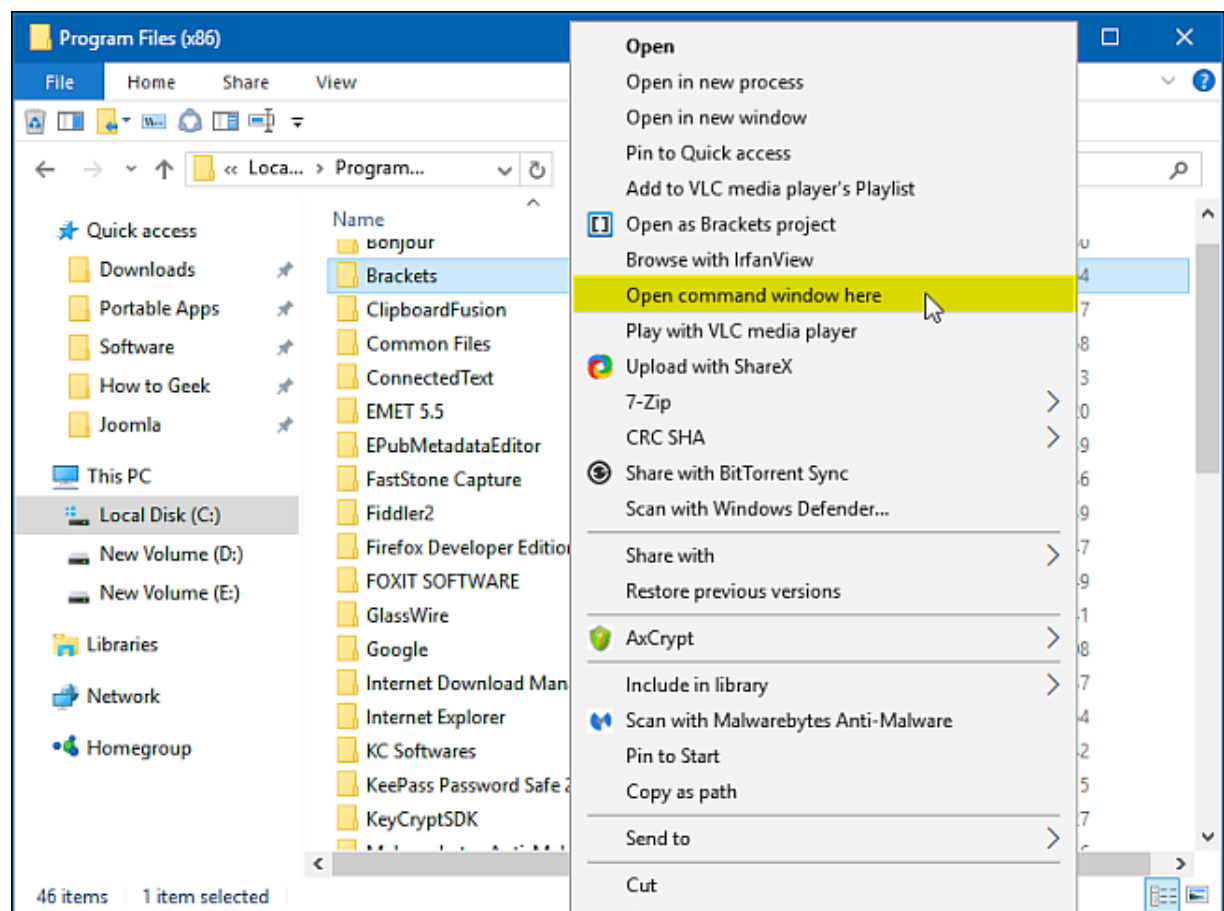 Program Files (x86)
File Home Share View
« Loca... > Program...
Quick access
Downloads
Portable Apps
Software
How to Geek
Joomla
This PC
Local Disk (C:)
New Volume (D:)
New Volume (E:)
Libraries
Network
Homegroup
Name
Bonjour
Brackets
ClipboardFusion
Common Files
ConnectedText
EMET 5.5
EPubMetadataEditor
FastStone Capture
Fiddler2
Firefox Developer Edition
FOXIT SOFTWARE
GlassWire
Google
Internet Download Man
Internet Explorer
KC Softwares
KeePass Password Safe 2
KeyCryptSDK
Open
Open in new process
Open in new window
Pin to Quick access
Add to VLC media player's Playlist
Open as Brackets project
Browse with IrfanView
Open command window here
Play with VLC media player
Upload with ShareX
7-Zip
CRC SHA
Share with BitTorrent Sync
Scan with Windows Defender...
Share with
Restore previous versions
AxCrypt
Include in library
Scan with Malwarebytes Anti-Malware
Pin to Start
Copy as path
Send to
Cut
46 items 1 item selected